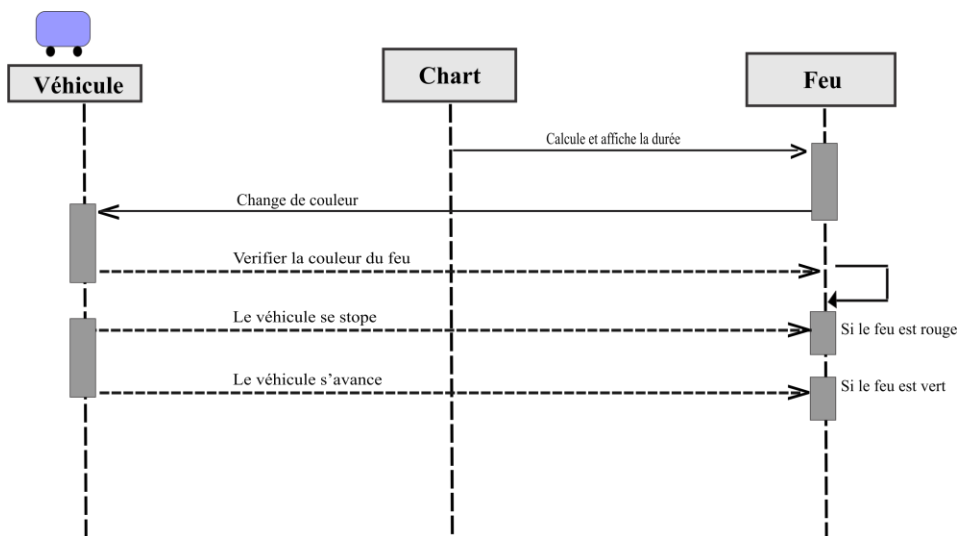 Véhicule
Chart
Feu
Calcule et affiche la durée
Change de couleur
Verifier la couleur du feu
Le véhicule se stope
Si le feu est rouge
Le véhicule s’avance
Si le feu est vert